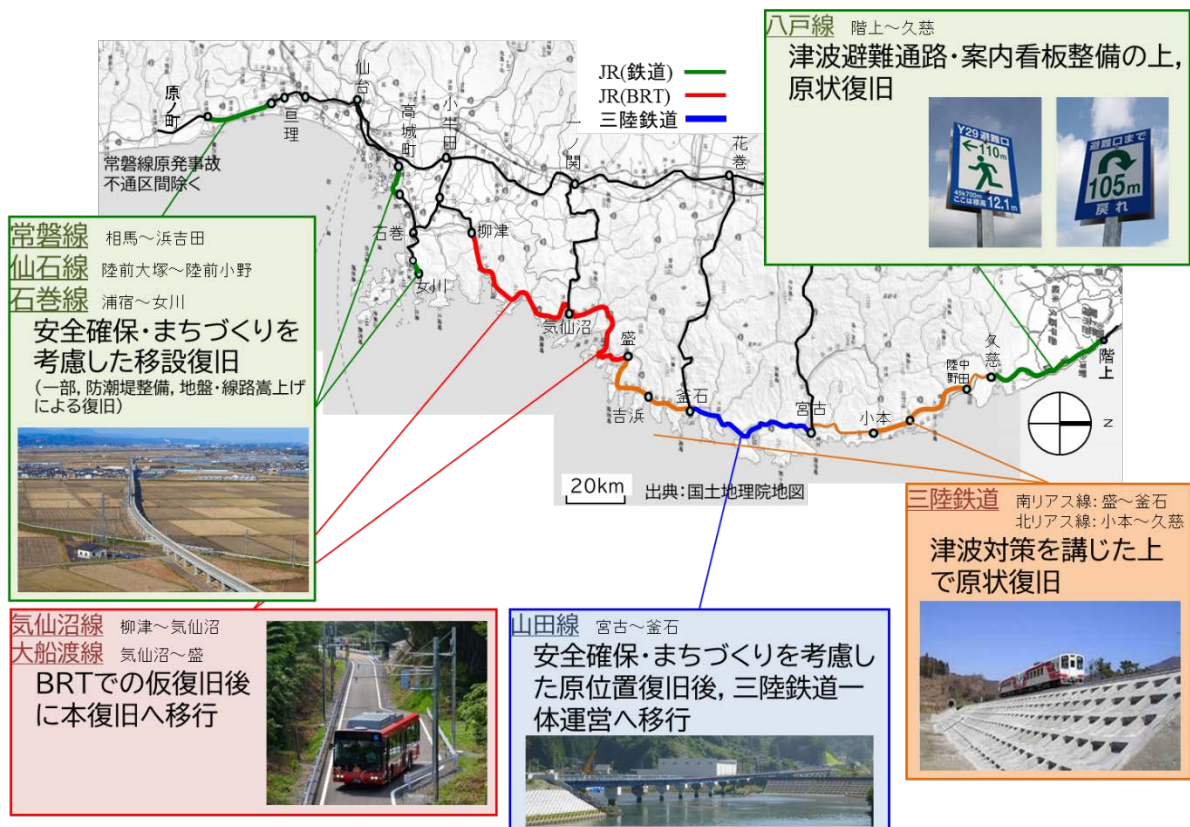 八戸線 階上～久慈
津波避難通路・案内看板整備の上,
原状復旧
Y29避難口
←110m
45k750m
ここは標高12.1m
避難口まで
105m
戻れ
JR(鉄道)
JR(BRT)
三陸鉄道
原ノ町
亘理
仙台
高城町
小牛田
一ノ関
花巻
常磐線原発事故
不通区間除く
石巻
女川
柳津
気仙沼
盛
吉浜
釜石
宮古
小本
陸中
野田
久慈
階上
N
20km
出典：国土地理院地図
常磐線 相馬～浜吉田
仙石線 陸前大塚～陸前小野
石巻線 浦宿～女川
安全確保・まちづくりを
考慮した移設復旧
(一部, 防潮堤整備, 地盤・線路嵩上げ
による復旧)
気仙沼線 柳津～気仙沼
大船渡線 気仙沼～盛
BRTでの仮復旧後
に本復旧へ移行
山田線 宮古～釜石
安全確保・まちづくりを考慮し
た原位置復旧後, 三陸鉄道一
体運営へ移行
三陸鉄道 南リアス線：盛～釜石
北リアス線：小本～久慈
津波対策を講じた上
で原状復旧